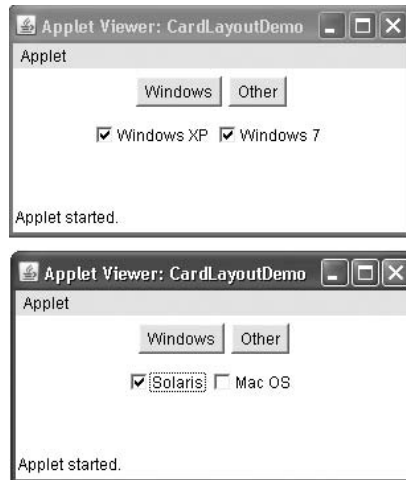 Applet Viewer: CardLayoutDemo
Applet
Windows Other
Windows XP Windows 7
Applet started.
Applet Viewer: CardLayoutDemo
Applet
Windows Other
Solaris Mac OS
Applet started.